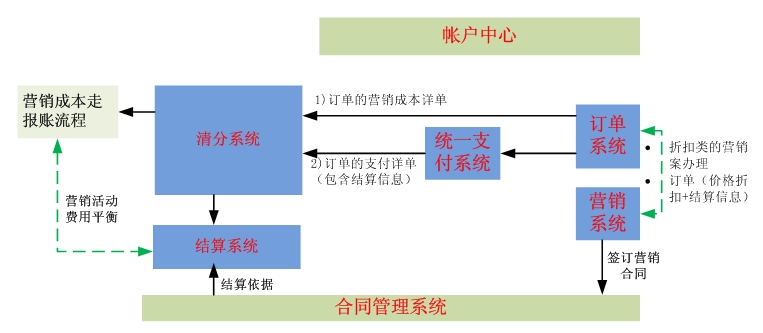 帐户中心
营销成本走
报账流程
清分系统
1)订单的营销成本详单
订单
系统
统一支
付系统
2)订单的支付详单
（包含结算信息）
• 折扣类的营销
案办理
• 订单（价格折
扣+结算信息）
营销活动
费用平衡
营销
系统
结算系统
签订营销
合同
结算依据
合同管理系统